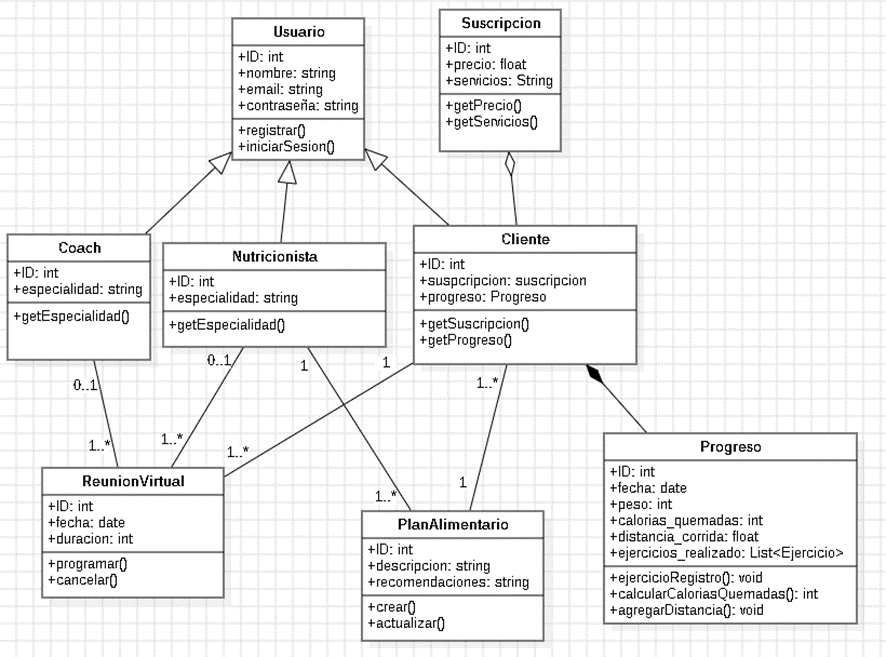 Usuario
+ID: int
+nombre: string
+email: string
+contraseña: string
+registrar()
+iniciarSesion()
Suscripcion
+ID: int
+precio: float
+servicios: String
+getPrecio()
+getServicios()
Coach
+ID: int
+especialidad: string
+getEspecialidad()
Nutricionista
+ID: int
+especialidad: string
+getEspecialidad()
Cliente
+ID: int
+suspcripcion: suscripcion
+progreso: Progreso
+getSuscripcion()
+getProgreso()
0..1
0..1
1
1
1..*
1..*
1..*
1..*
1..*
1
ReunionVirtual
+ID: int
+fecha: date
+duracion: int
+programar()
+cancelar()
PlanAlimentario
+ID: int
+descripcion: string
+recomendaciones: string
+crear()
+actualizar()
Progreso
+ID: int
+fecha: date
+peso: int
+calorias_quemadas: int
+distancia_corrida: float
+ejercicios_realizado: List<Ejercicio>
+ejercicioRegistro(): void
+calcularCaloriasQuemadas(): int
+agregarDistancia(): void